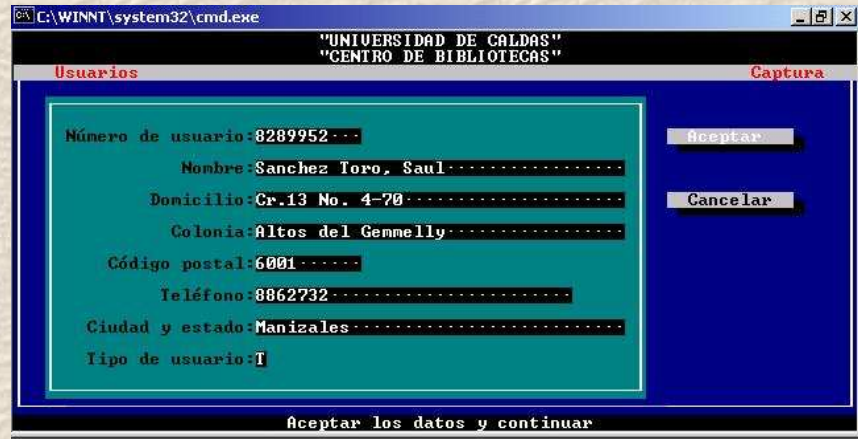 C:\WINNT\system32\cmd.exe
"UNIVERSIDAD DE CALDAS"
"CENTRO DE BIBLIOTECAS"
Usuarios Captura
Número de usuario:8289952
Nombre:Sanchez Toro, Saul
Domicilio:Cr.13 No. 4-70
Colonia:Altos del Gemmelly
Código postal:6001
Teléfono:8862732
Ciudad y estado:Manizales
Tipo de usuario:T
Aceptar
Cancelar
Aceptar los datos y continuar